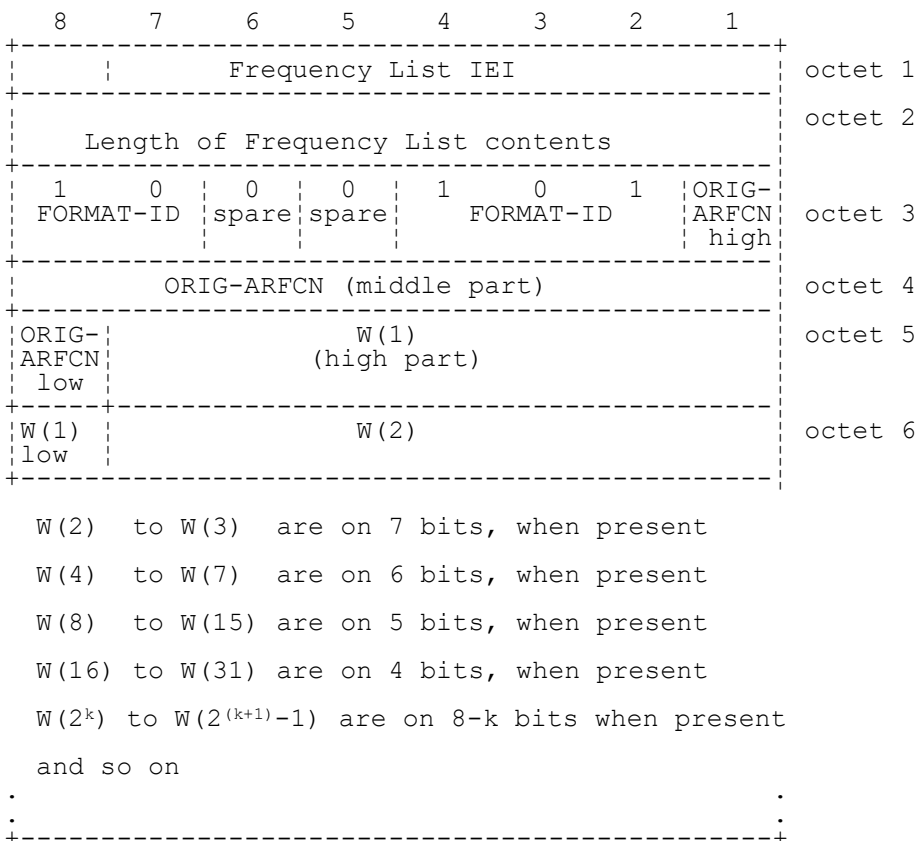 8 7 6 5 4 3 2 1
Frequency List IEI octet 1
octet 2
Length of Frequency List contents
1 0 0 0 1 0 1 ORIG-
FORMAT-ID spare spare FORMAT-ID ARFCN octet 3
high
ORIG-ARFCN (middle part) octet 4
ORIG- W(1) octet 5
ARFCN (high part)
low
W(1) W(2) octet 6
low
W(2) to W(3) are on 7 bits, when present
W(4) to W(7) are on 6 bits, when present
W(8) to W(15) are on 5 bits, when present
W(16) to W(31) are on 4 bits, when present
W(2ᵏ) to W(2⁽ᵏ⁺¹⁾-1) are on 8-k bits when present
and so on
. .
. .